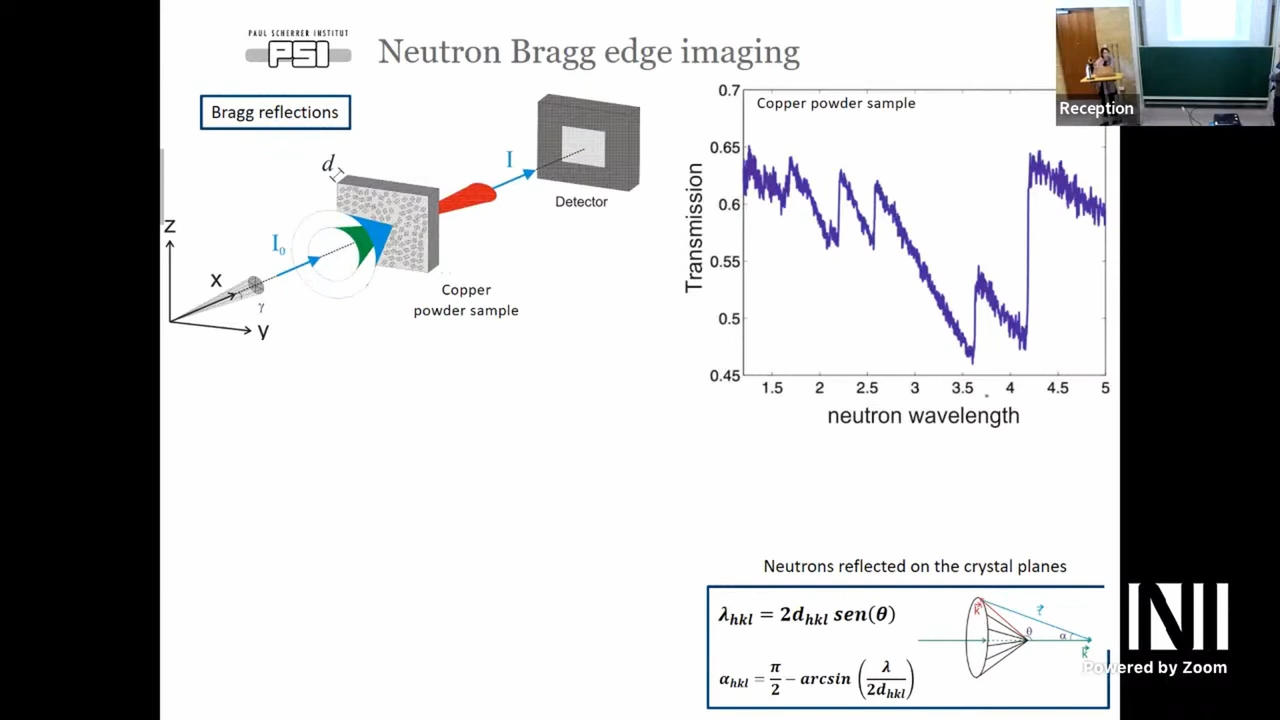 PAUL SCHERRER INSTITUT
PSI
Neutron Bragg edge imaging
Bragg reflections
d
I
Detector
I₀
z
x
γ
y
Copper
powder sample
Copper powder sample
0.7
0.65
0.6
0.55
0.5
0.45
Transmission
1.5 2 2.5 3 3.5 4 4.5 5
neutron wavelength
Reception
Neutrons reflected on the crystal planes
λhkl = 2dhkl sen(θ)
αhkl = π/2 − arcsin (λ/2dhkl)
θ
α
NII
Powered by Zoom